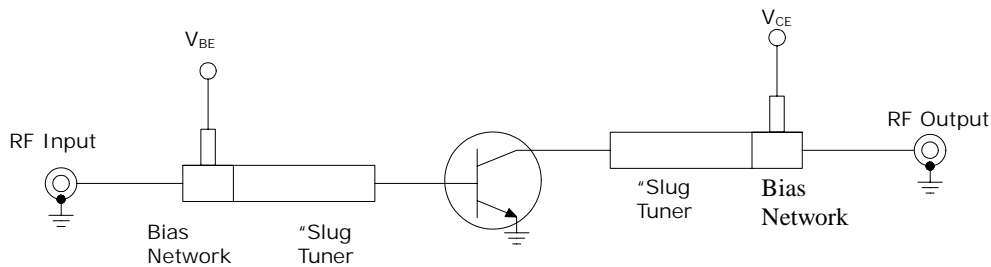 V_BE
V_CE
RF Input
RF Output
Bias
Network
"Slug
Tuner
"Slug
Tuner
Bias
Network